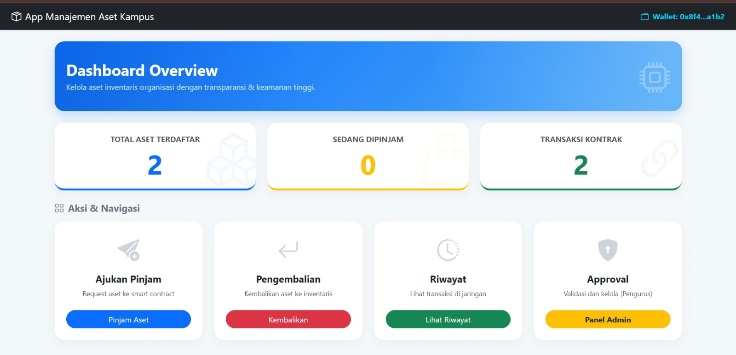 App Manajemen Aset Kampus
Wallet: 0x8f4...a1b2
Dashboard Overview
Kelola aset inventaris organisasi dengan transparansi & keamanan tinggi.
TOTAL ASET TERDAFTAR
2
SEDANG DIPINJAM
0
TRANSAKSI KONTRAK
2
Aksi & Navigasi
Ajukan Pinjam
Request aset ke smart contract
Pinjam Aset
Pengembalian
Kembalikan aset ke inventaris
Kembalikan
Riwayat
Lihat transaksi di jaringan
Lihat Riwayat
Approval
Validasi dan kelola (Pengurus)
Panel Admin